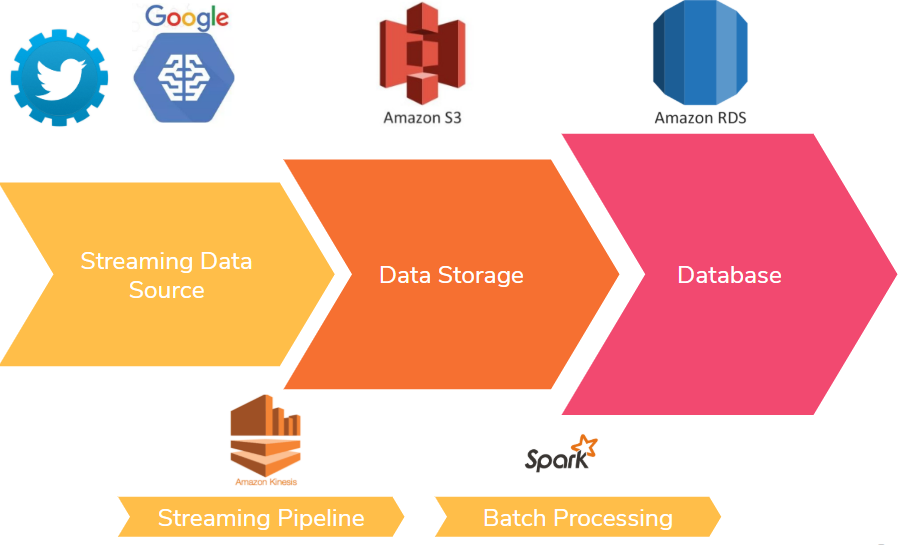 Google
Amazon S3
Amazon RDS
Streaming Data
Source
Data Storage
Database
Amazon Kinesis
Spark
Streaming Pipeline
Batch Processing